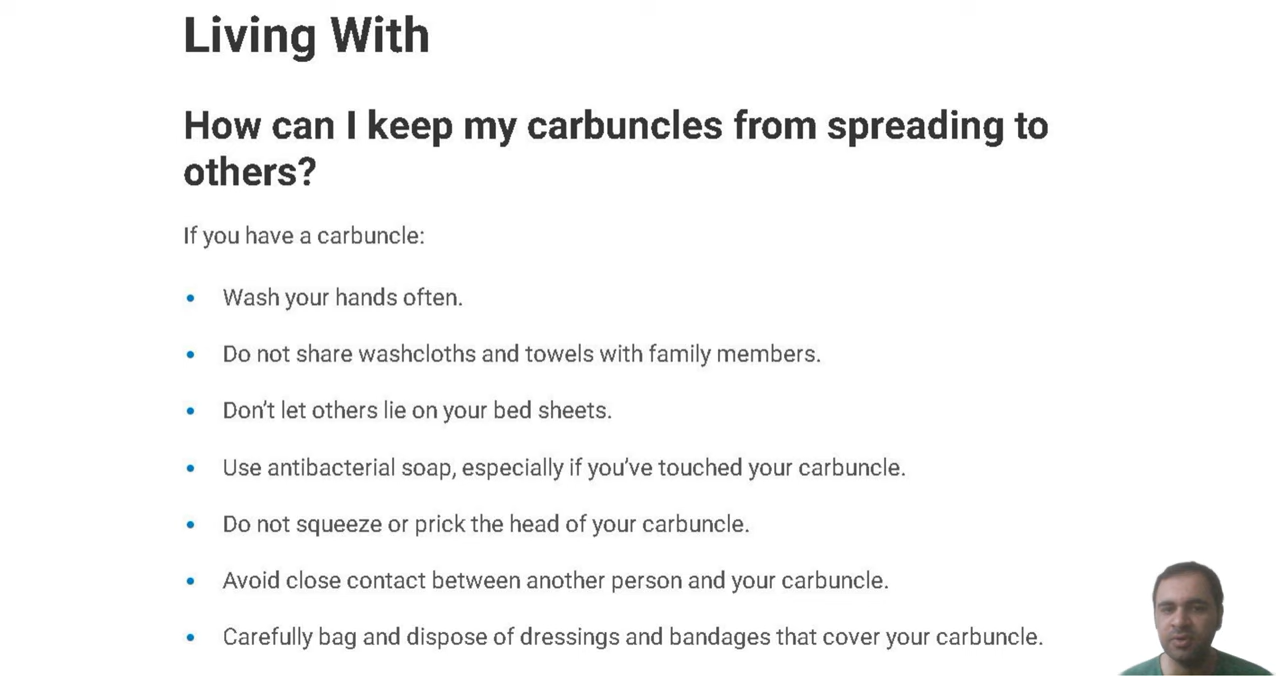 Living With
How can I keep my carbuncles from spreading to
others?
If you have a carbuncle:
• Wash your hands often.
• Do not share washcloths and towels with family members.
• Don’t let others lie on your bed sheets.
• Use antibacterial soap, especially if you’ve touched your carbuncle.
• Do not squeeze or prick the head of your carbuncle.
• Avoid close contact between another person and your carbuncle.
• Carefully bag and dispose of dressings and bandages that cover your carbuncle.